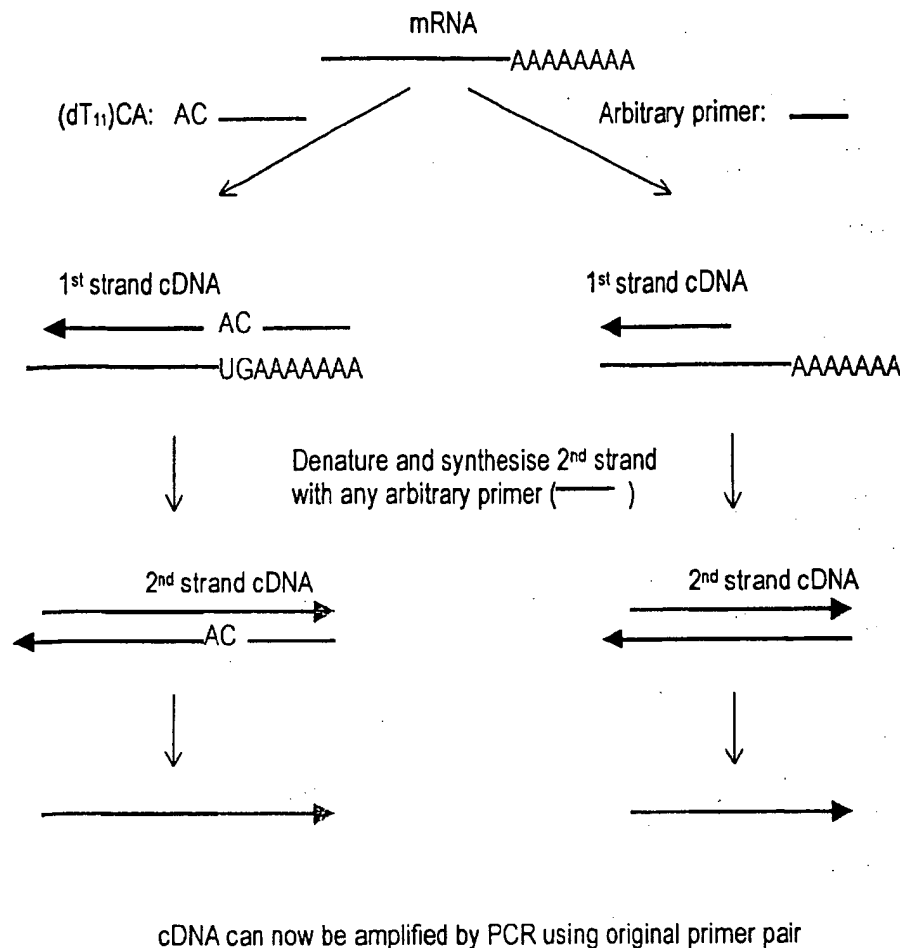 mRNA
AAAAAAAA
(dT₁₁)CA: AC
Arbitrary primer:
1ˢᵗ strand cDNA
1ˢᵗ strand cDNA
AC
UGAAAAAAA
AAAAAAA
Denature and synthesise 2ⁿᵈ strand
with any arbitrary primer ( )
2ⁿᵈ strand cDNA
2ⁿᵈ strand cDNA
AC
cDNA can now be amplified by PCR using original primer pair